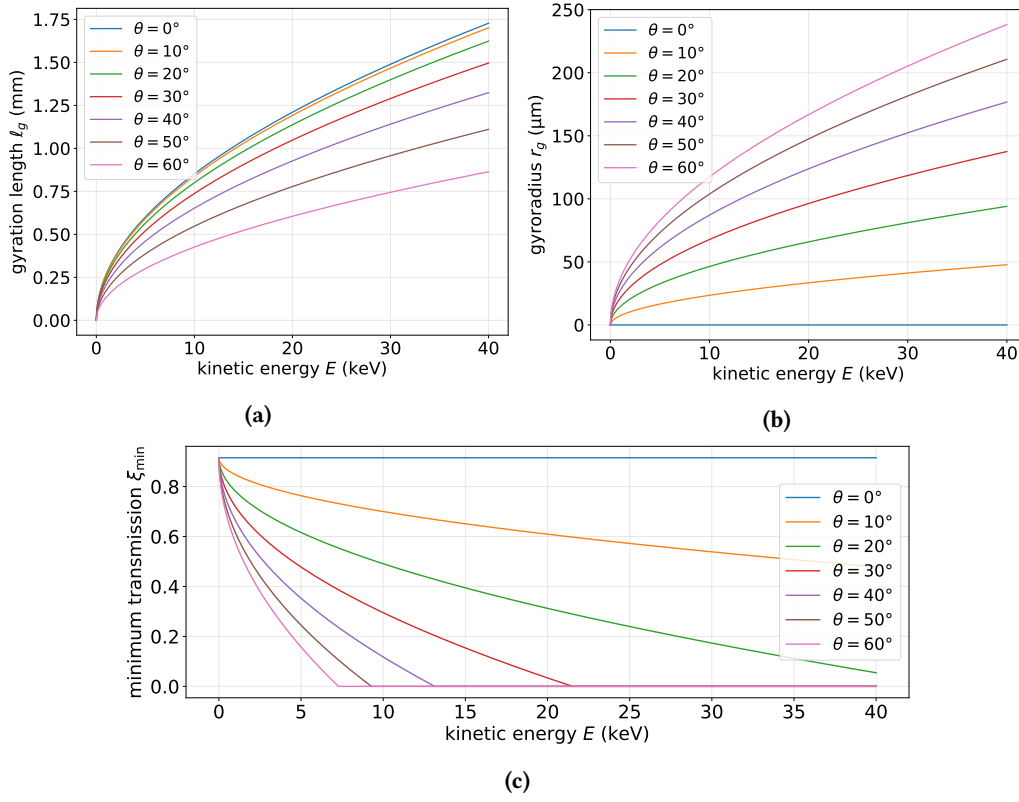 gyration length ℓg (mm)
1.75
1.50
1.25
1.00
0.75
0.50
0.25
0.00
θ = 0°
θ = 10°
θ = 20°
θ = 30°
θ = 40°
θ = 50°
θ = 60°
0 10 20 30 40
kinetic energy E (keV)
(a)
gyroradius rg (μm)
250
200
150
100
50
0
θ = 0°
θ = 10°
θ = 20°
θ = 30°
θ = 40°
θ = 50°
θ = 60°
0 10 20 30 40
kinetic energy E (keV)
(b)
minimum transmission ξmin
0.8
0.6
0.4
0.2
0.0
θ = 0°
θ = 10°
θ = 20°
θ = 30°
θ = 40°
θ = 50°
θ = 60°
0 5 10 15 20 25 30 35 40
kinetic energy E (keV)
(c)